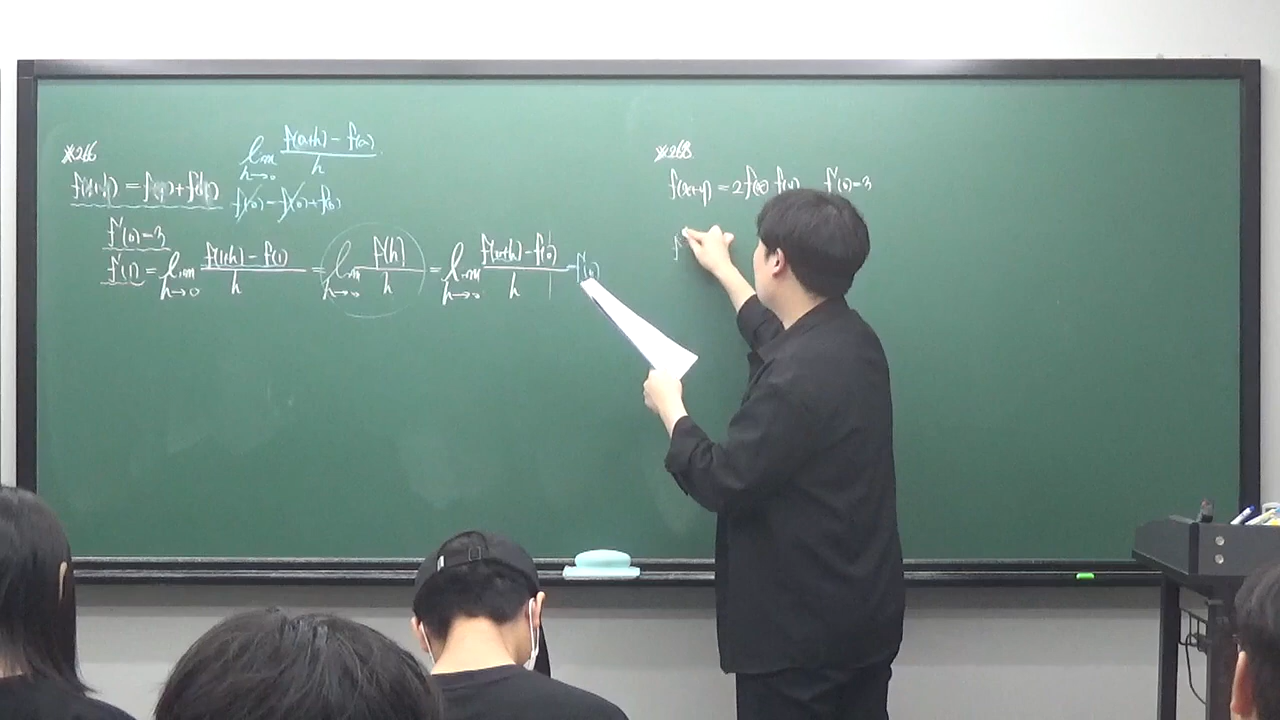 ※266
lim h→0 f(a+h) - f(a) / h
f(x+y) = f(x) + f(y)
f(0) = f(0) + f(0)
f'(0)=3
f'(1) = lim h→0 f(1+h) - f(1) / h = lim h→0 f(h) / h = lim h→0 f(0+h) - f(0) / h = f'(0)
※268
f(x+y) = 2f(x) f(y) f'(0)=3
f